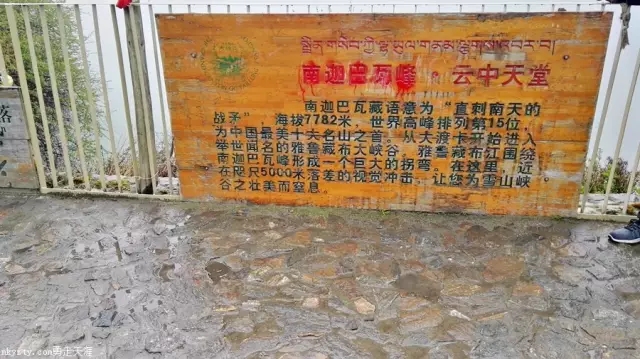 南迦巴瓦峰 云中天堂
南迦巴瓦藏语意为，“直刺南天的
战矛”，海拔7782米，世界高峰排列第15位，
为中国最美十大名山之首。从大渡卡开始进入
举世闻名的雅鲁藏布大峡谷，雅鲁藏布江围绕
南迦巴瓦峰形成一个巨大的拐弯，在这里，近
在咫尺5000米落差的视觉冲击，让您为雪山峡
谷之壮美而窒息
落